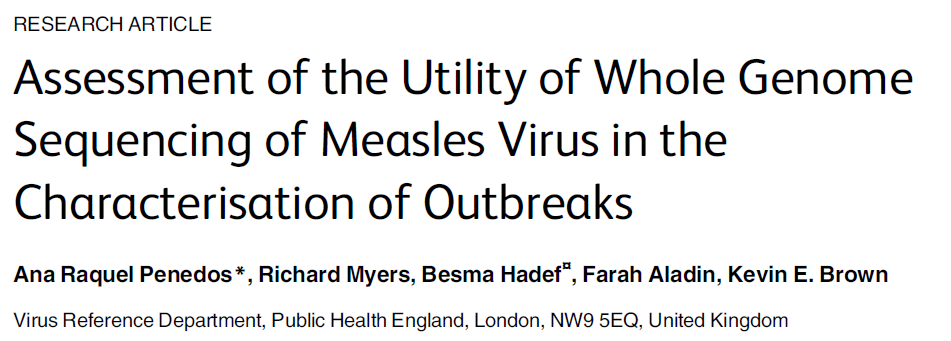 RESEARCH ARTICLE
Assessment of the Utility of Whole Genome
Sequencing of Measles Virus in the
Characterisation of Outbreaks
Ana Raquel Penedos*, Richard Myers, Besma Hadef¤, Farah Aladin, Kevin E. Brown
Virus Reference Department, Public Health England, London, NW9 5EQ, United Kingdom